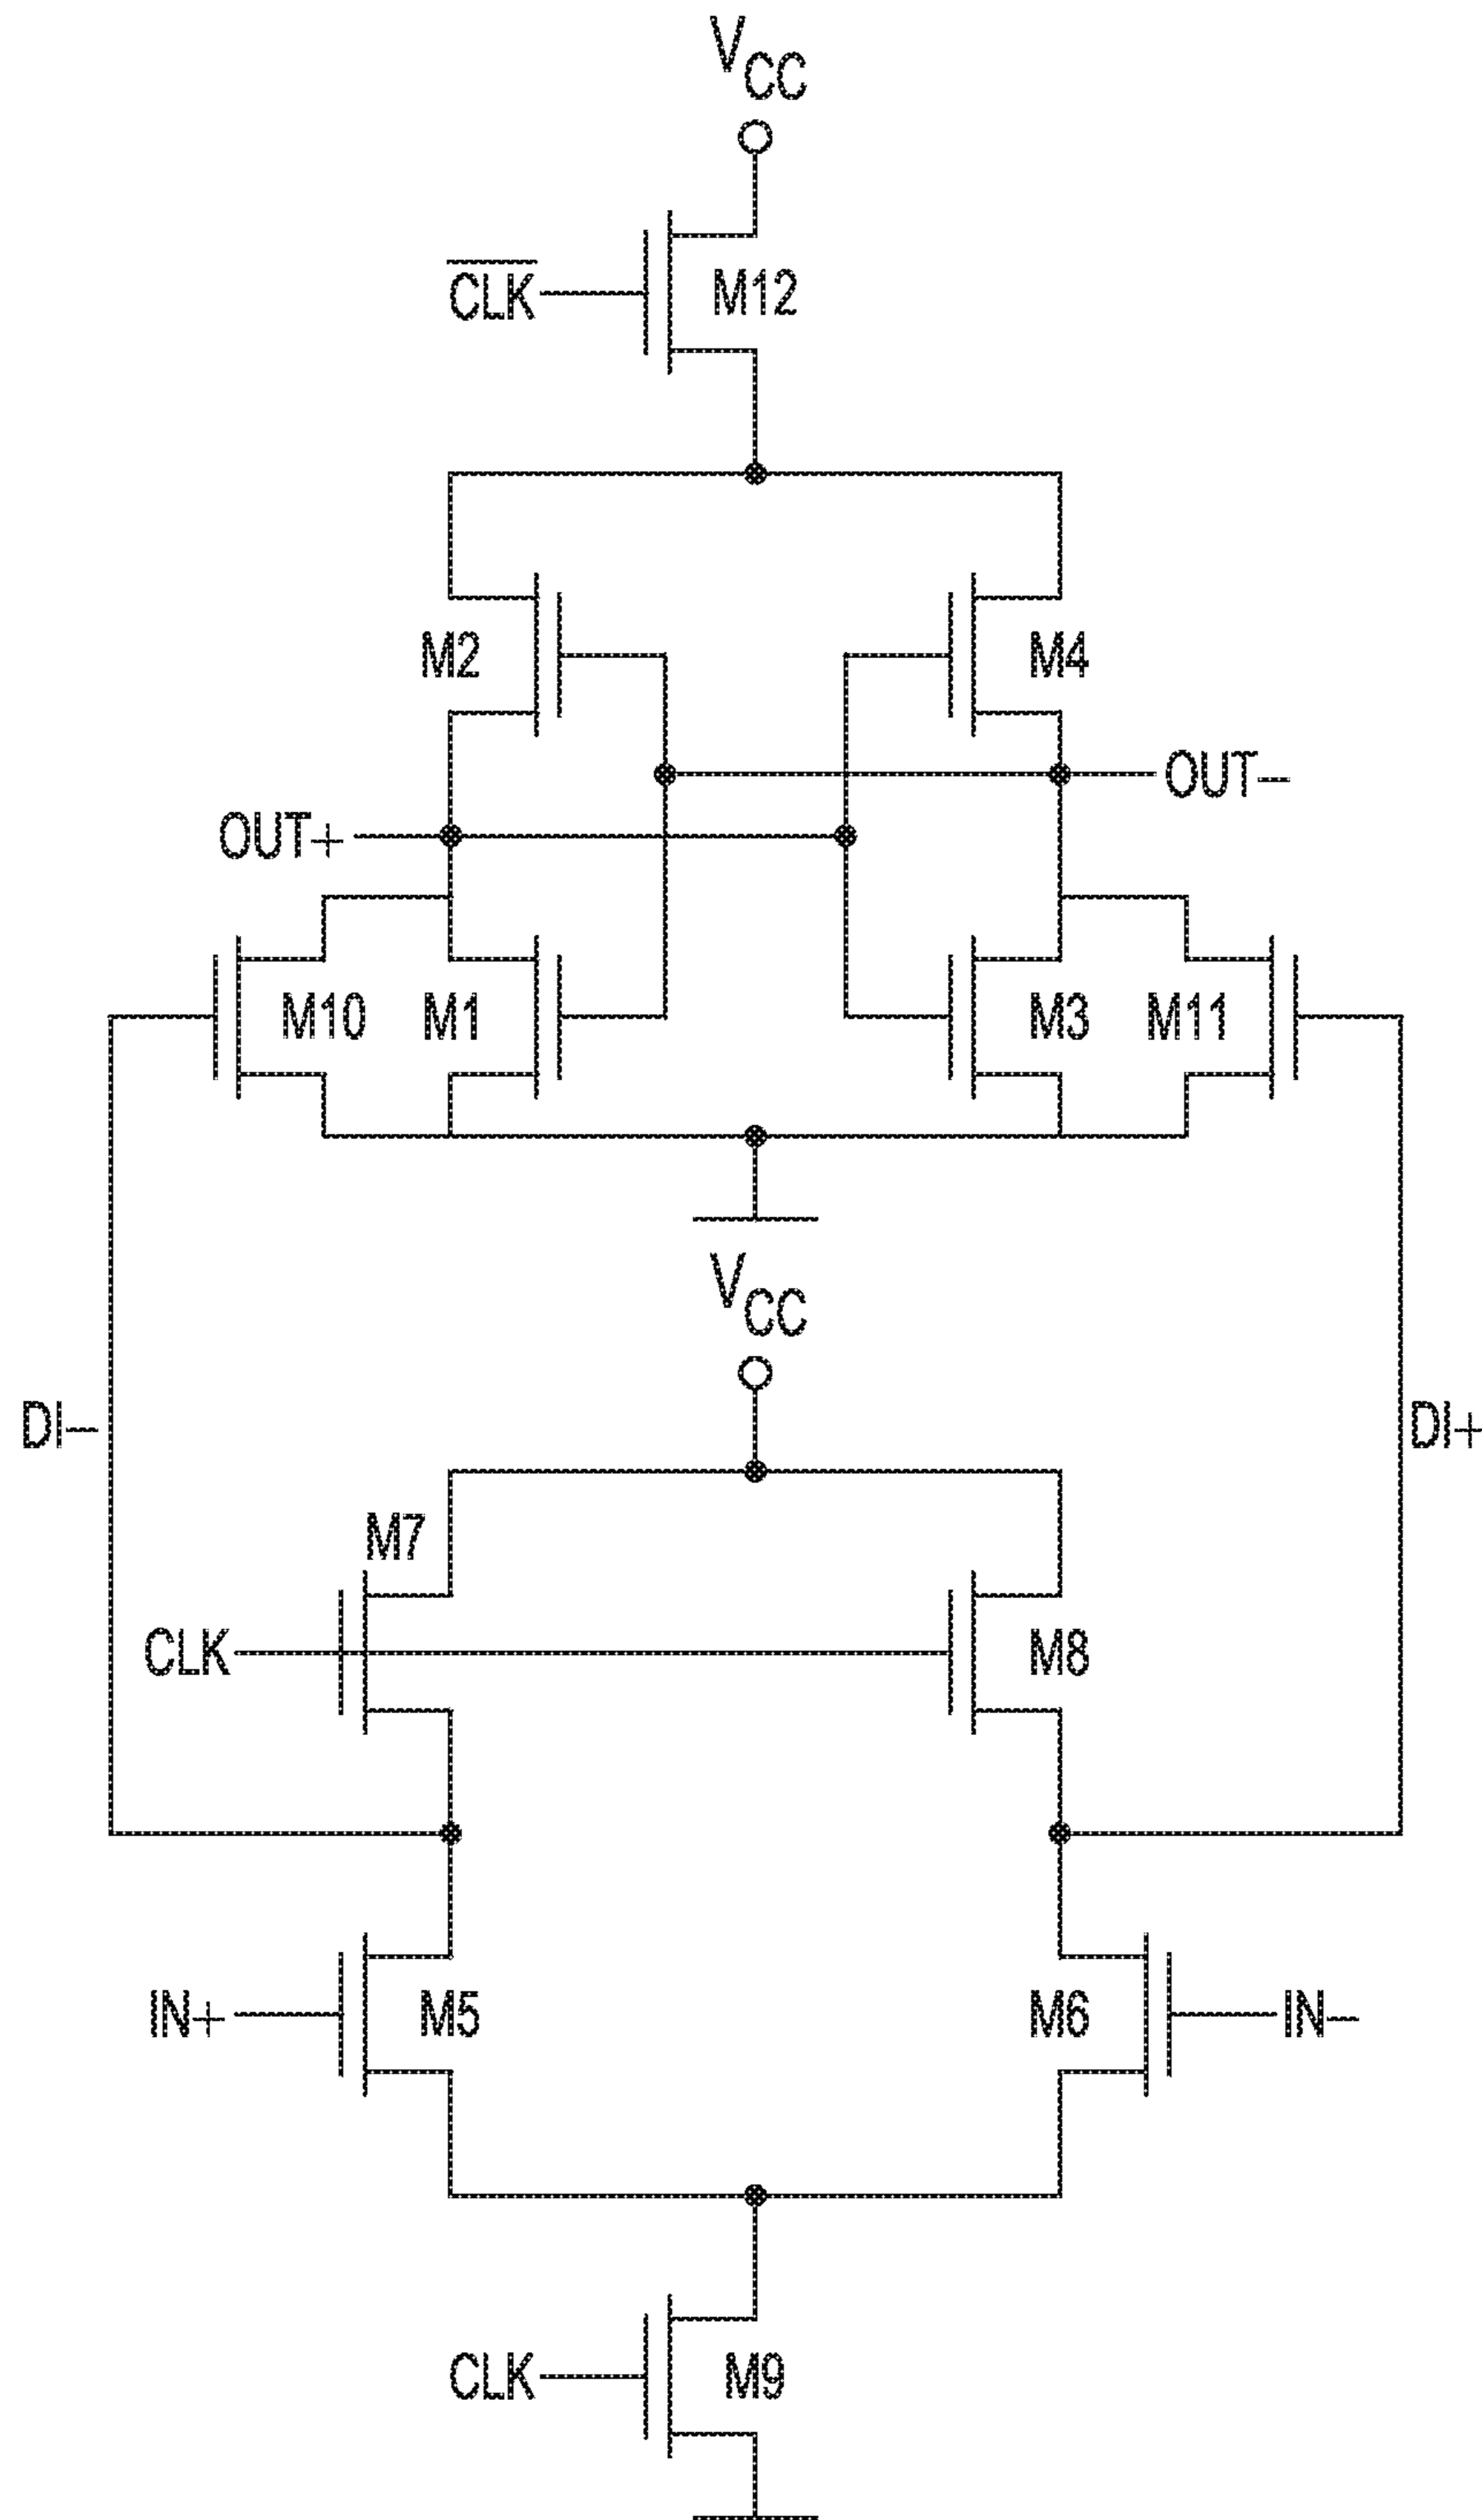 VCC
CLK
M12
M2
M4
OUT−
OUT+
M10
M1
M3
M11
VCC
DI−
DI+
M7
CLK
M8
IN+
M5
M6
IN−
CLK
M9